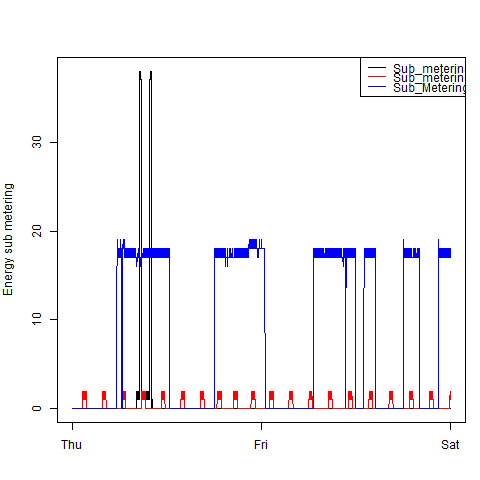 Sub_meterin
Sub_meterin
Sub_Metering
Energy sub metering
30
20
10
0
Thu Fri Sat